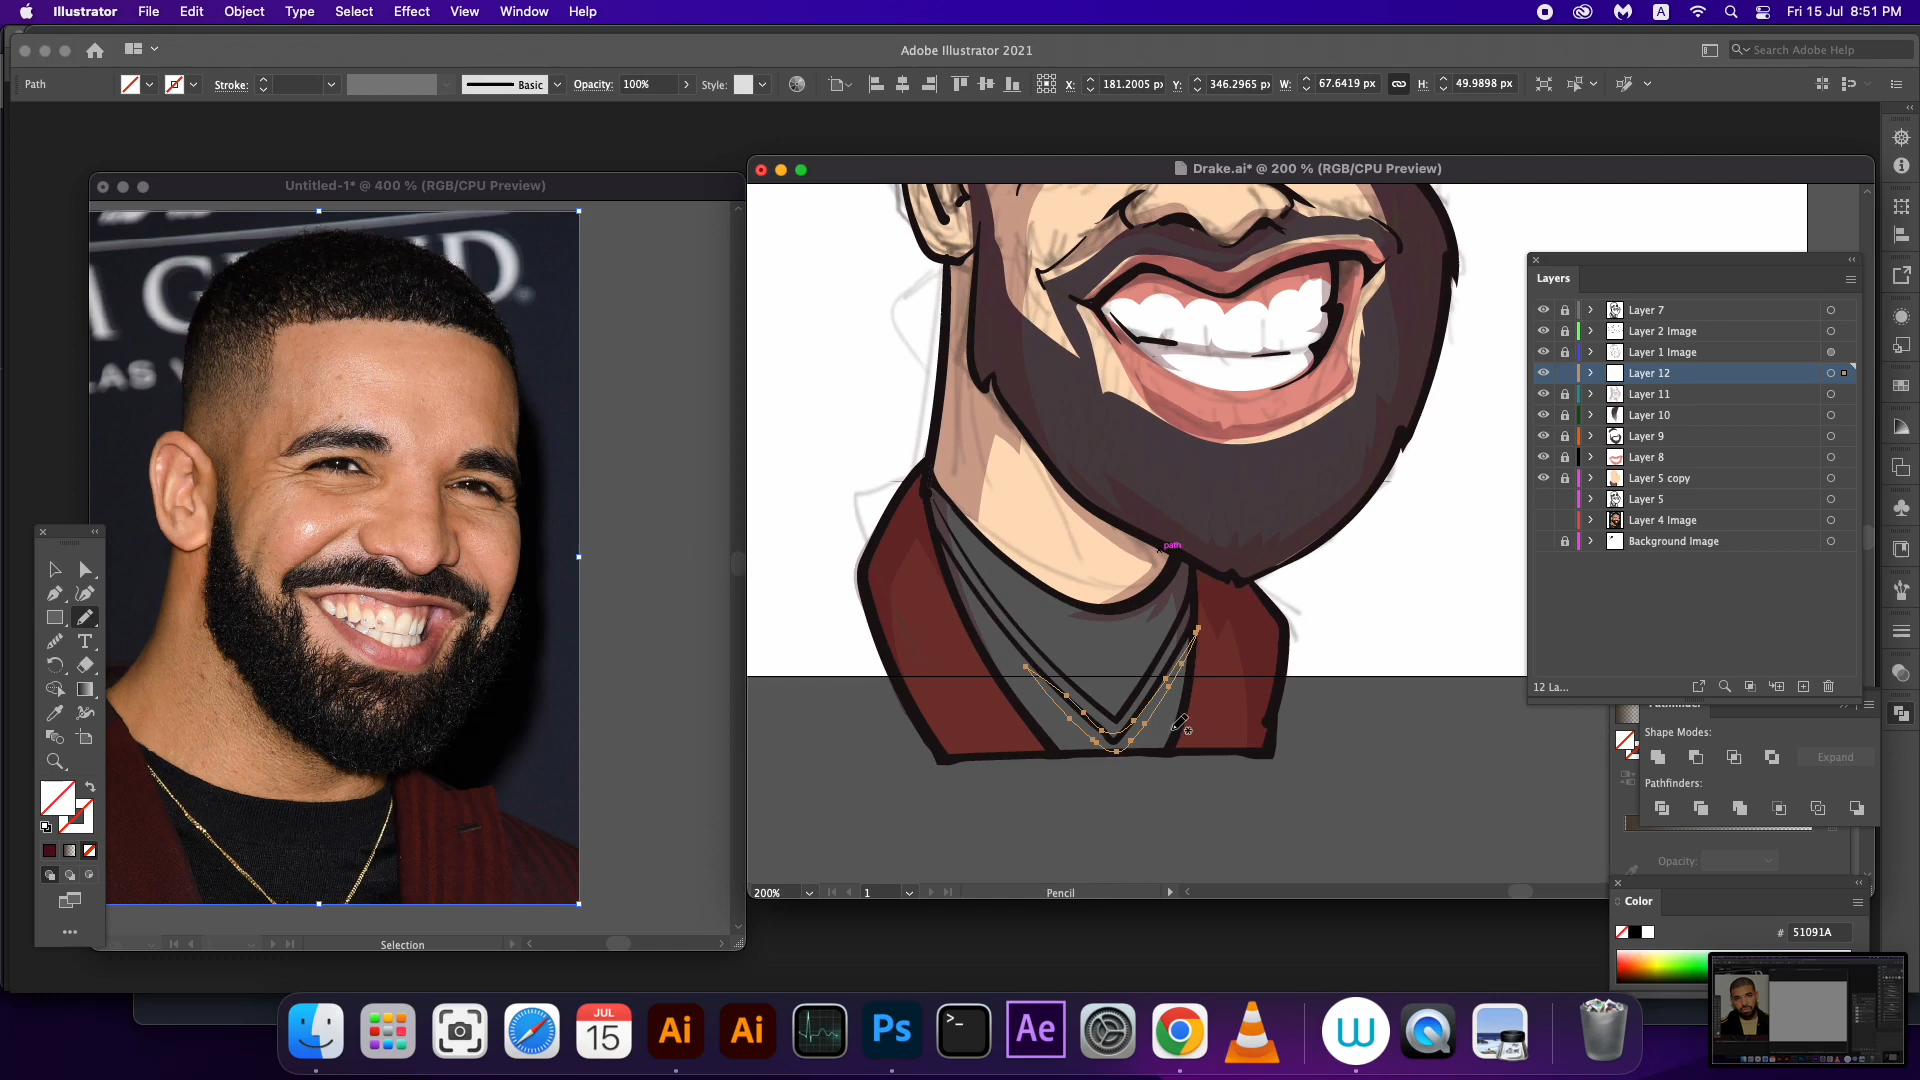 Illustrator File Edit Object Type Select Effect View Window Help
A
Fri 15 Jul 8:51 PM
Adobe Illustrator 2021
Search Adobe Help
Path
Stroke:
Basic
Opacity: 100%
Style:
X: 181.2005 px
Y: 346.2965 px
W: 67.6419 px
H: 49.9898 px
Untitled-1* @ 400 % (RGB/CPU Preview)
Drake.ai* @ 200 % (RGB/CPU Preview)
path
Layers
Layer 7
Layer 2 Image
Layer 1 Image
Layer 12
Layer 11
Layer 10
Layer 9
Layer 8
Layer 5 copy
Layer 5
Layer 4 Image
Background Image
12 La...
Pathfinder
Shape Modes:
Expand
Pathfinders:
Opacity:
Color
# 51091A
200%
1
Pencil
Selection
T
JUL
15
Ai
Ai
Ps
>_
Ae
W